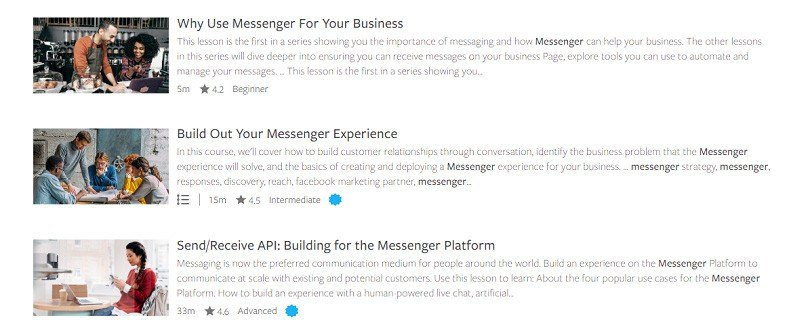 Why Use Messenger For Your Business
This lesson is the first in a series showing you the importance of messaging and how Messenger can help your business. The other lessons
in this series will dive deeper into ensuring you can receive messages on your business Page, explore tools you can use to automate and
manage your messages. ... This lesson is the first in a series showing you...
5m 4.2 Beginner
Build Out Your Messenger Experience
In this course, we'll cover how to build customer relationships through conversation, identify the business problem that the Messenger
experience will solve, and the basics of creating and deploying a Messenger experience for your business. ... messenger strategy, messenger,
responses, discovery, reach, facebook marketing partner, messenger...
15m 4.5 Intermediate
Send/Receive API: Building for the Messenger Platform
Messaging is now the preferred communication medium for people around the world. Build an experience on the Messenger Platform to
communicate at scale with existing and potential customers. Use this lesson to learn: About the four popular use cases for the Messenger
Platform. How to build an experience with a human-powered live chat, artificial...
33m 4.6 Advanced